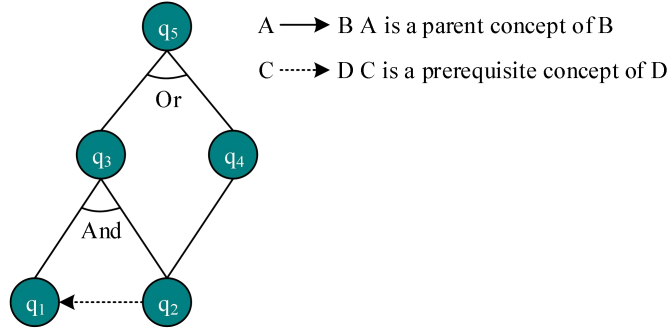 q5
A B A is a parent concept of B
C D C is a prerequisite concept of D
Or
q3
q4
And
q1
q2